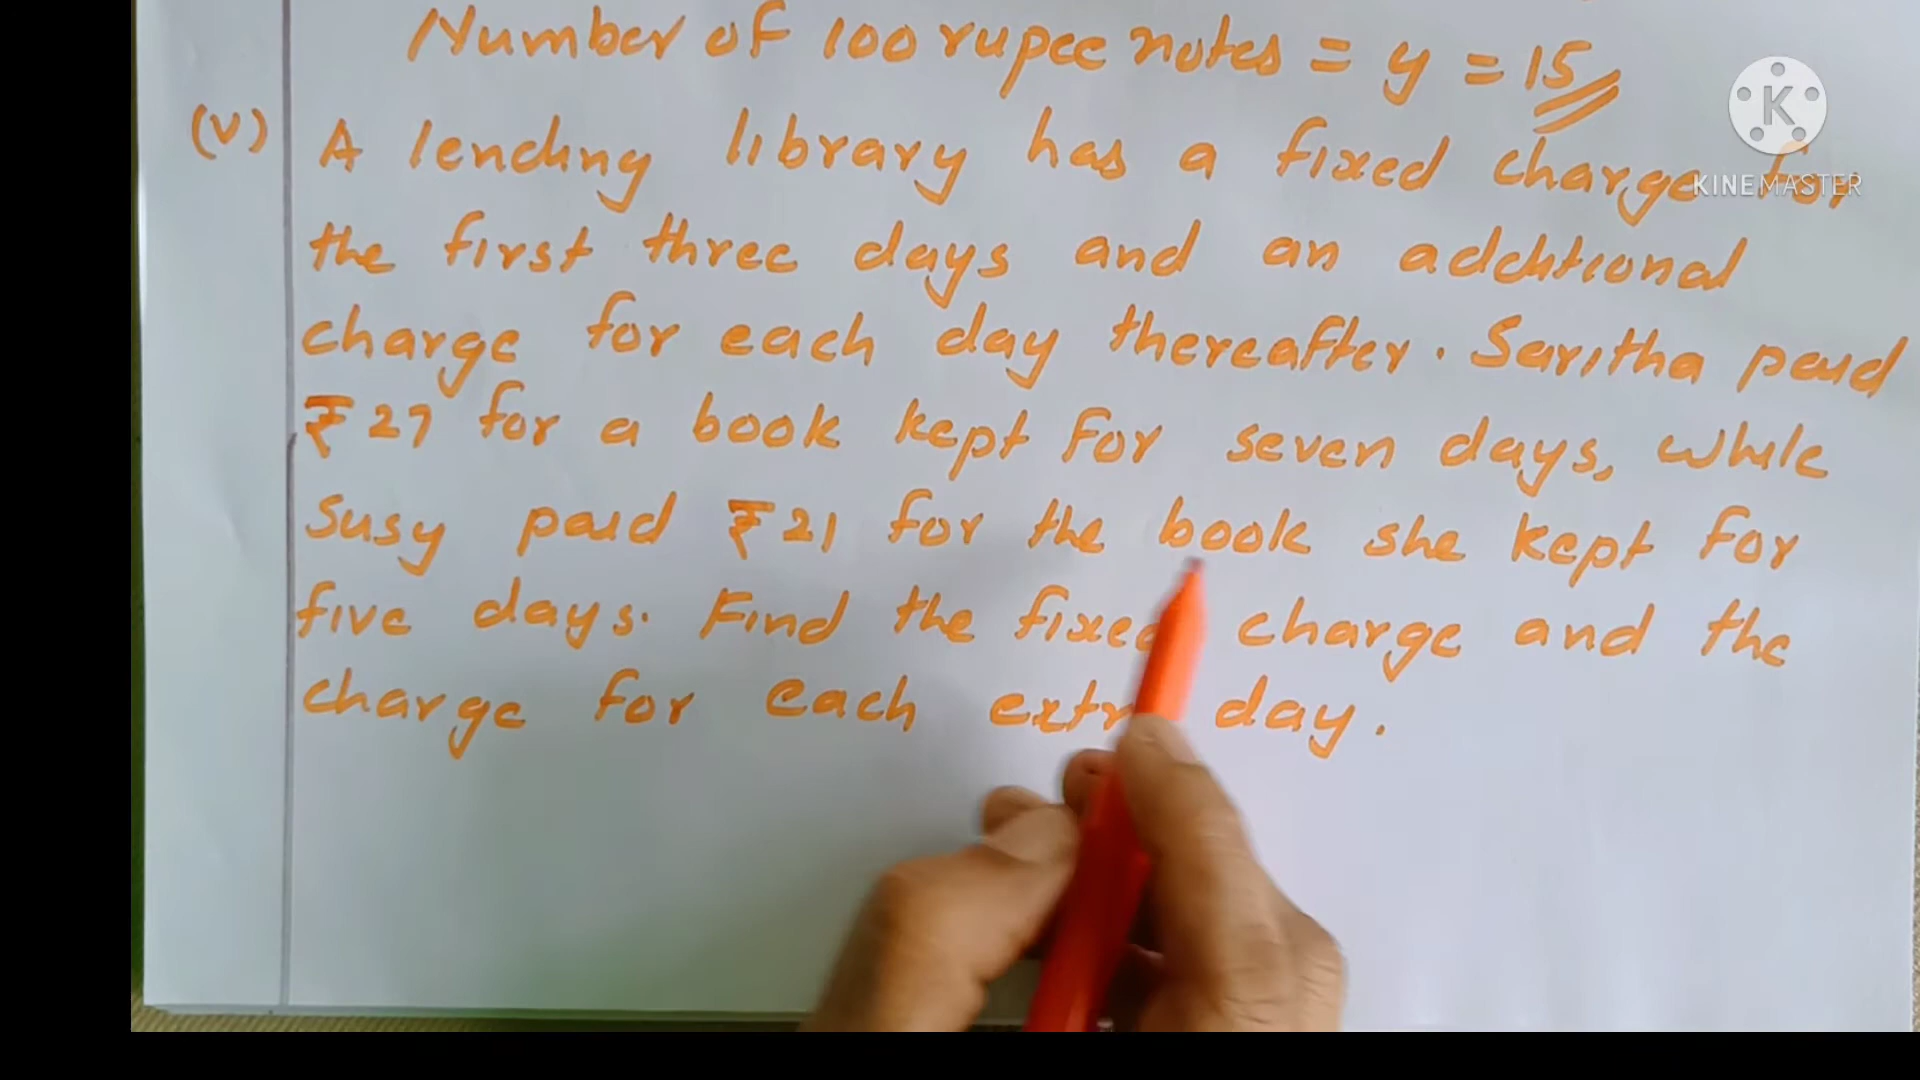 Number of 100 rupee notes = y = 15
(v) A lending library has a fixed charge for
the first three days and an additional
charge for each day thereafter. Saritha paid
₹27 for a book kept for seven days, while
Susy paid ₹21 for the book she kept for
five days. Find the fixed charge and the
charge for each extra day.
K
KINEMASTER